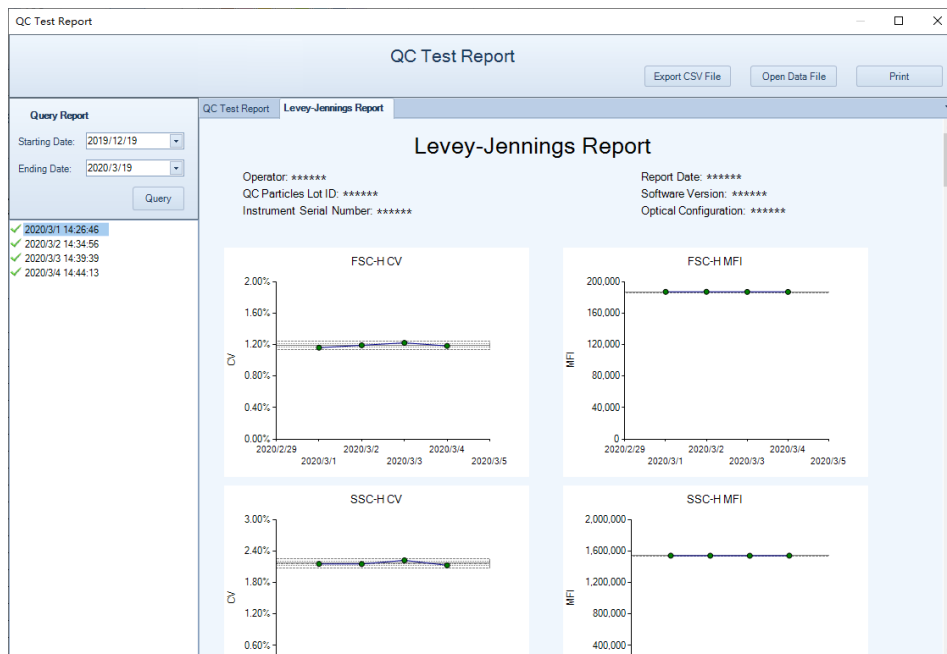 QC Test Report
QC Test Report
Export CSV File
Open Data File
Print
Query Report
Starting Date: 2019/12/19
Ending Date: 2020/3/19
Query
2020/3/1 14:26:46
2020/3/2 14:34:56
2020/3/3 14:39:39
2020/3/4 14:44:13
QC Test Report
Levey-Jennings Report
Levey-Jennings Report
Operator: ******
Report Date: ******
QC Particles Lot ID: ******
Software Version: ******
Instrument Serial Number: ******
Optical Configuration: ******
FSC-H CV
2.00%
1.60%
1.20%
0.80%
0.40%
0.00%
CV
2020/2/29
2020/3/1
2020/3/2
2020/3/3
2020/3/4
2020/3/5
FSC-H MFI
200,000
160,000
120,000
80,000
40,000
0
MFI
2020/2/29
2020/3/1
2020/3/2
2020/3/3
2020/3/4
2020/3/5
SSC-H CV
3.00%
2.40%
1.80%
1.20%
0.60%
CV
SSC-H MFI
2,000,000
1,600,000
1,200,000
800,000
400,000
MFI